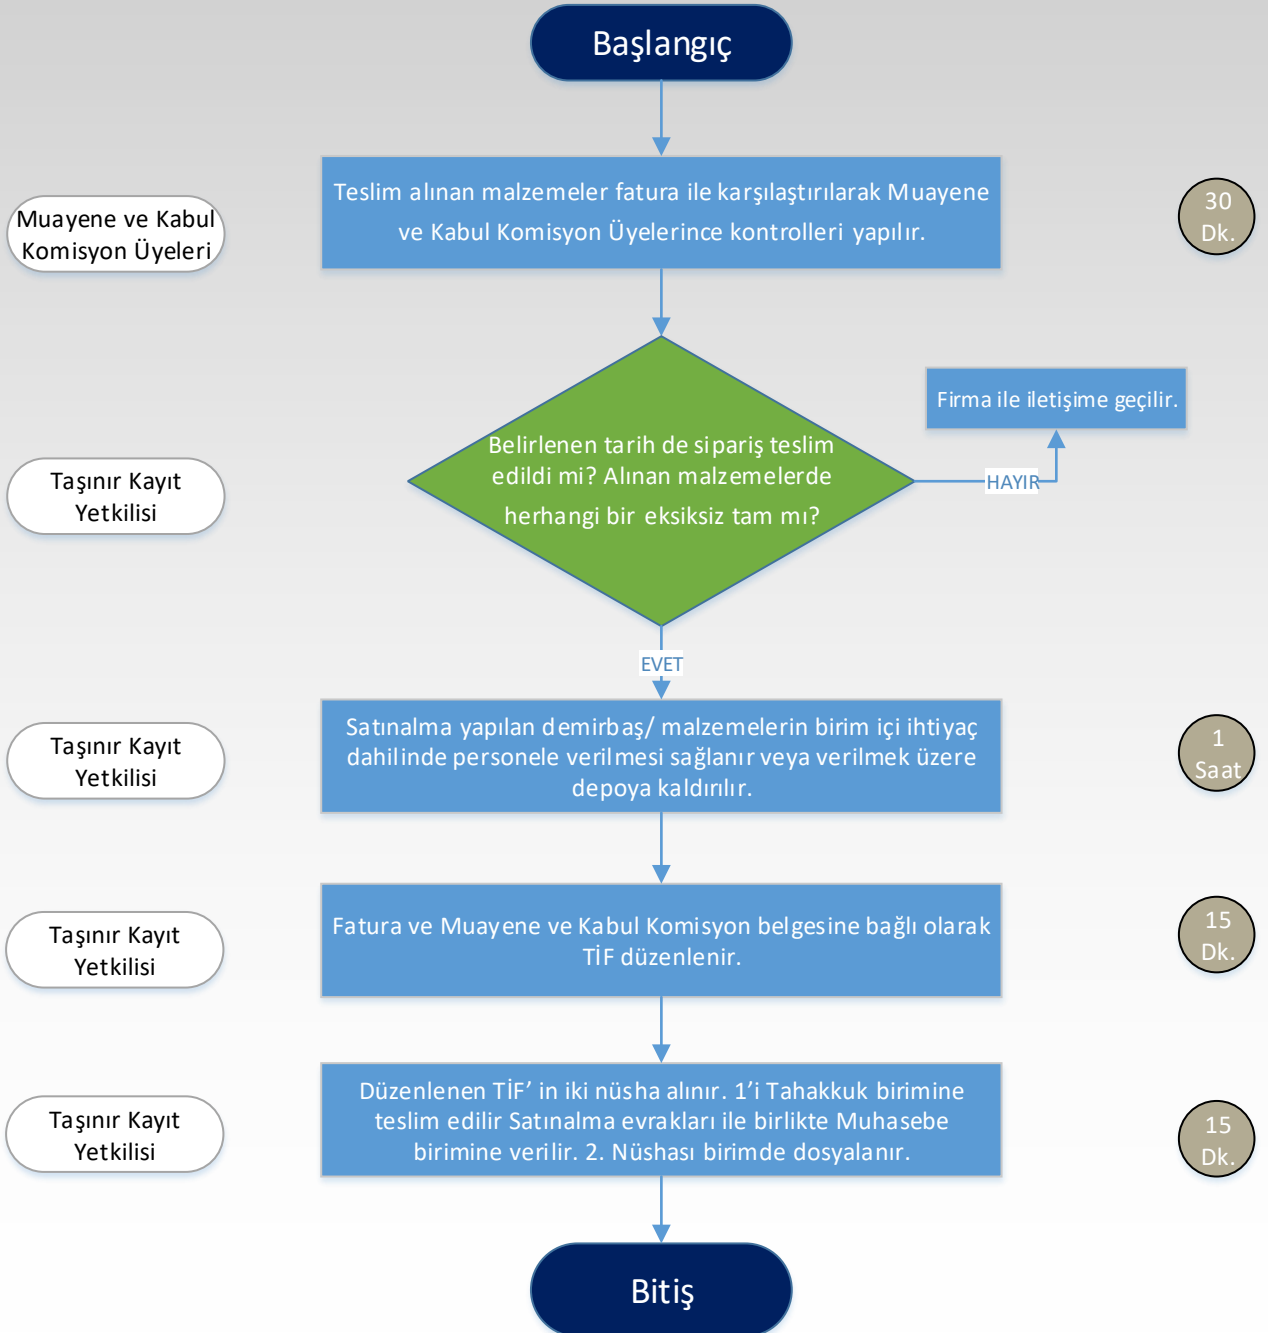 Başlangıç
Muayene ve Kabul
Komisyon Üyeleri
Teslim alınan malzemeler fatura ile karşılaştırılarak Muayene
ve Kabul Komisyon Üyelerince kontrolleri yapılır.
30
Dk.
Taşınır Kayıt
Yetkilisi
Belirlenen tarih de sipariş teslim
edildi mi? Alınan malzemelerde
herhangi bir eksiksiz tam mı?
HAYIR
Firma ile iletişime geçilir.
EVET
Taşınır Kayıt
Yetkilisi
Satınalma yapılan demirbaş/ malzemelerin birim içi ihtiyaç
dahilinde personele verilmesi sağlanır veya verilmek üzere
depoya kaldırılır.
1
Saat
Taşınır Kayıt
Yetkilisi
Fatura ve Muayene ve Kabul Komisyon belgesine bağlı olarak
TİF düzenlenir.
15
Dk.
Taşınır Kayıt
Yetkilisi
Düzenlenen TİF’ in iki nüsha alınır. 1’i Tahakkuk birimine
teslim edilir Satınalma evrakları ile birlikte Muhasebe
birimine verilir. 2. Nüshası birimde dosyalanır.
15
Dk.
Bitiş